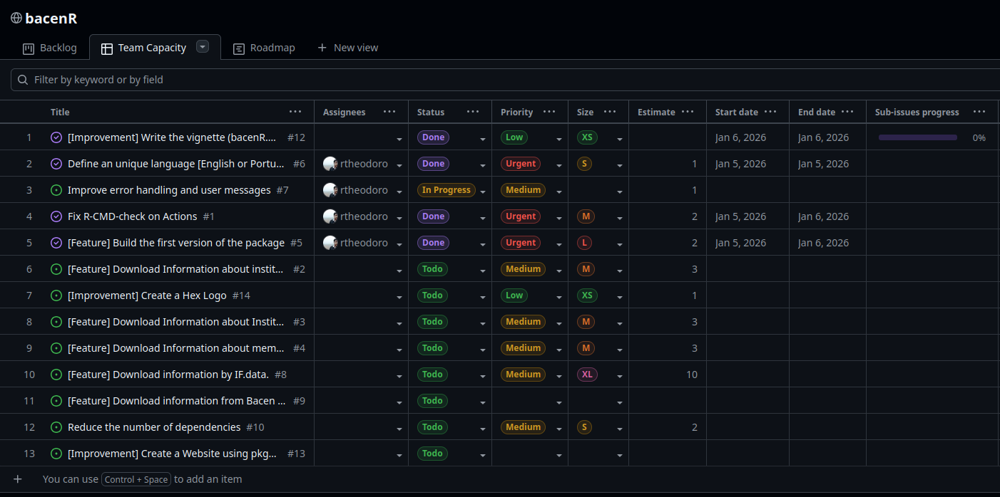 bacenR
Backlog Team Capacity Roadmap + New view
Filter by keyword or by field
Title ... Assignees ... Status ... Priority ... Size ... Estimate ... Start date ... End date ... Sub-issues progress ...
1 [Improvement] Write the vignette (bacenR.... #12 Done Low XS Jan 6, 2026 Jan 6, 2026 0%
2 Define an unique language [English or Portu... #6 rtheodoro Done Urgent S 1 Jan 5, 2026 Jan 5, 2026
3 Improve error handling and user messages #7 rtheodoro In Progress Medium 1
4 Fix R-CMD-check on Actions #1 rtheodoro Done Urgent M 2 Jan 5, 2026 Jan 6, 2026
5 [Feature] Build the first version of the package #5 rtheodoro Done Urgent L 2 Jan 5, 2026 Jan 6, 2026
6 [Feature] Download Information about instit... #2 Todo Medium M 3
7 [Improvement] Create a Hex Logo #14 Todo Low XS 1
8 [Feature] Download Information about Instit... #3 Todo Medium M 3
9 [Feature] Download Information about mem... #4 Todo Medium M 3
10 [Feature] Download information by IF.data. #8 Todo Medium XL 10
11 [Feature] Download information from Bacen ... #9 Todo
12 Reduce the number of dependencies #10 Todo Medium S 2
13 [Improvement] Create a Website using pkg... #13 Todo
+ You can use Control + Space to add an item